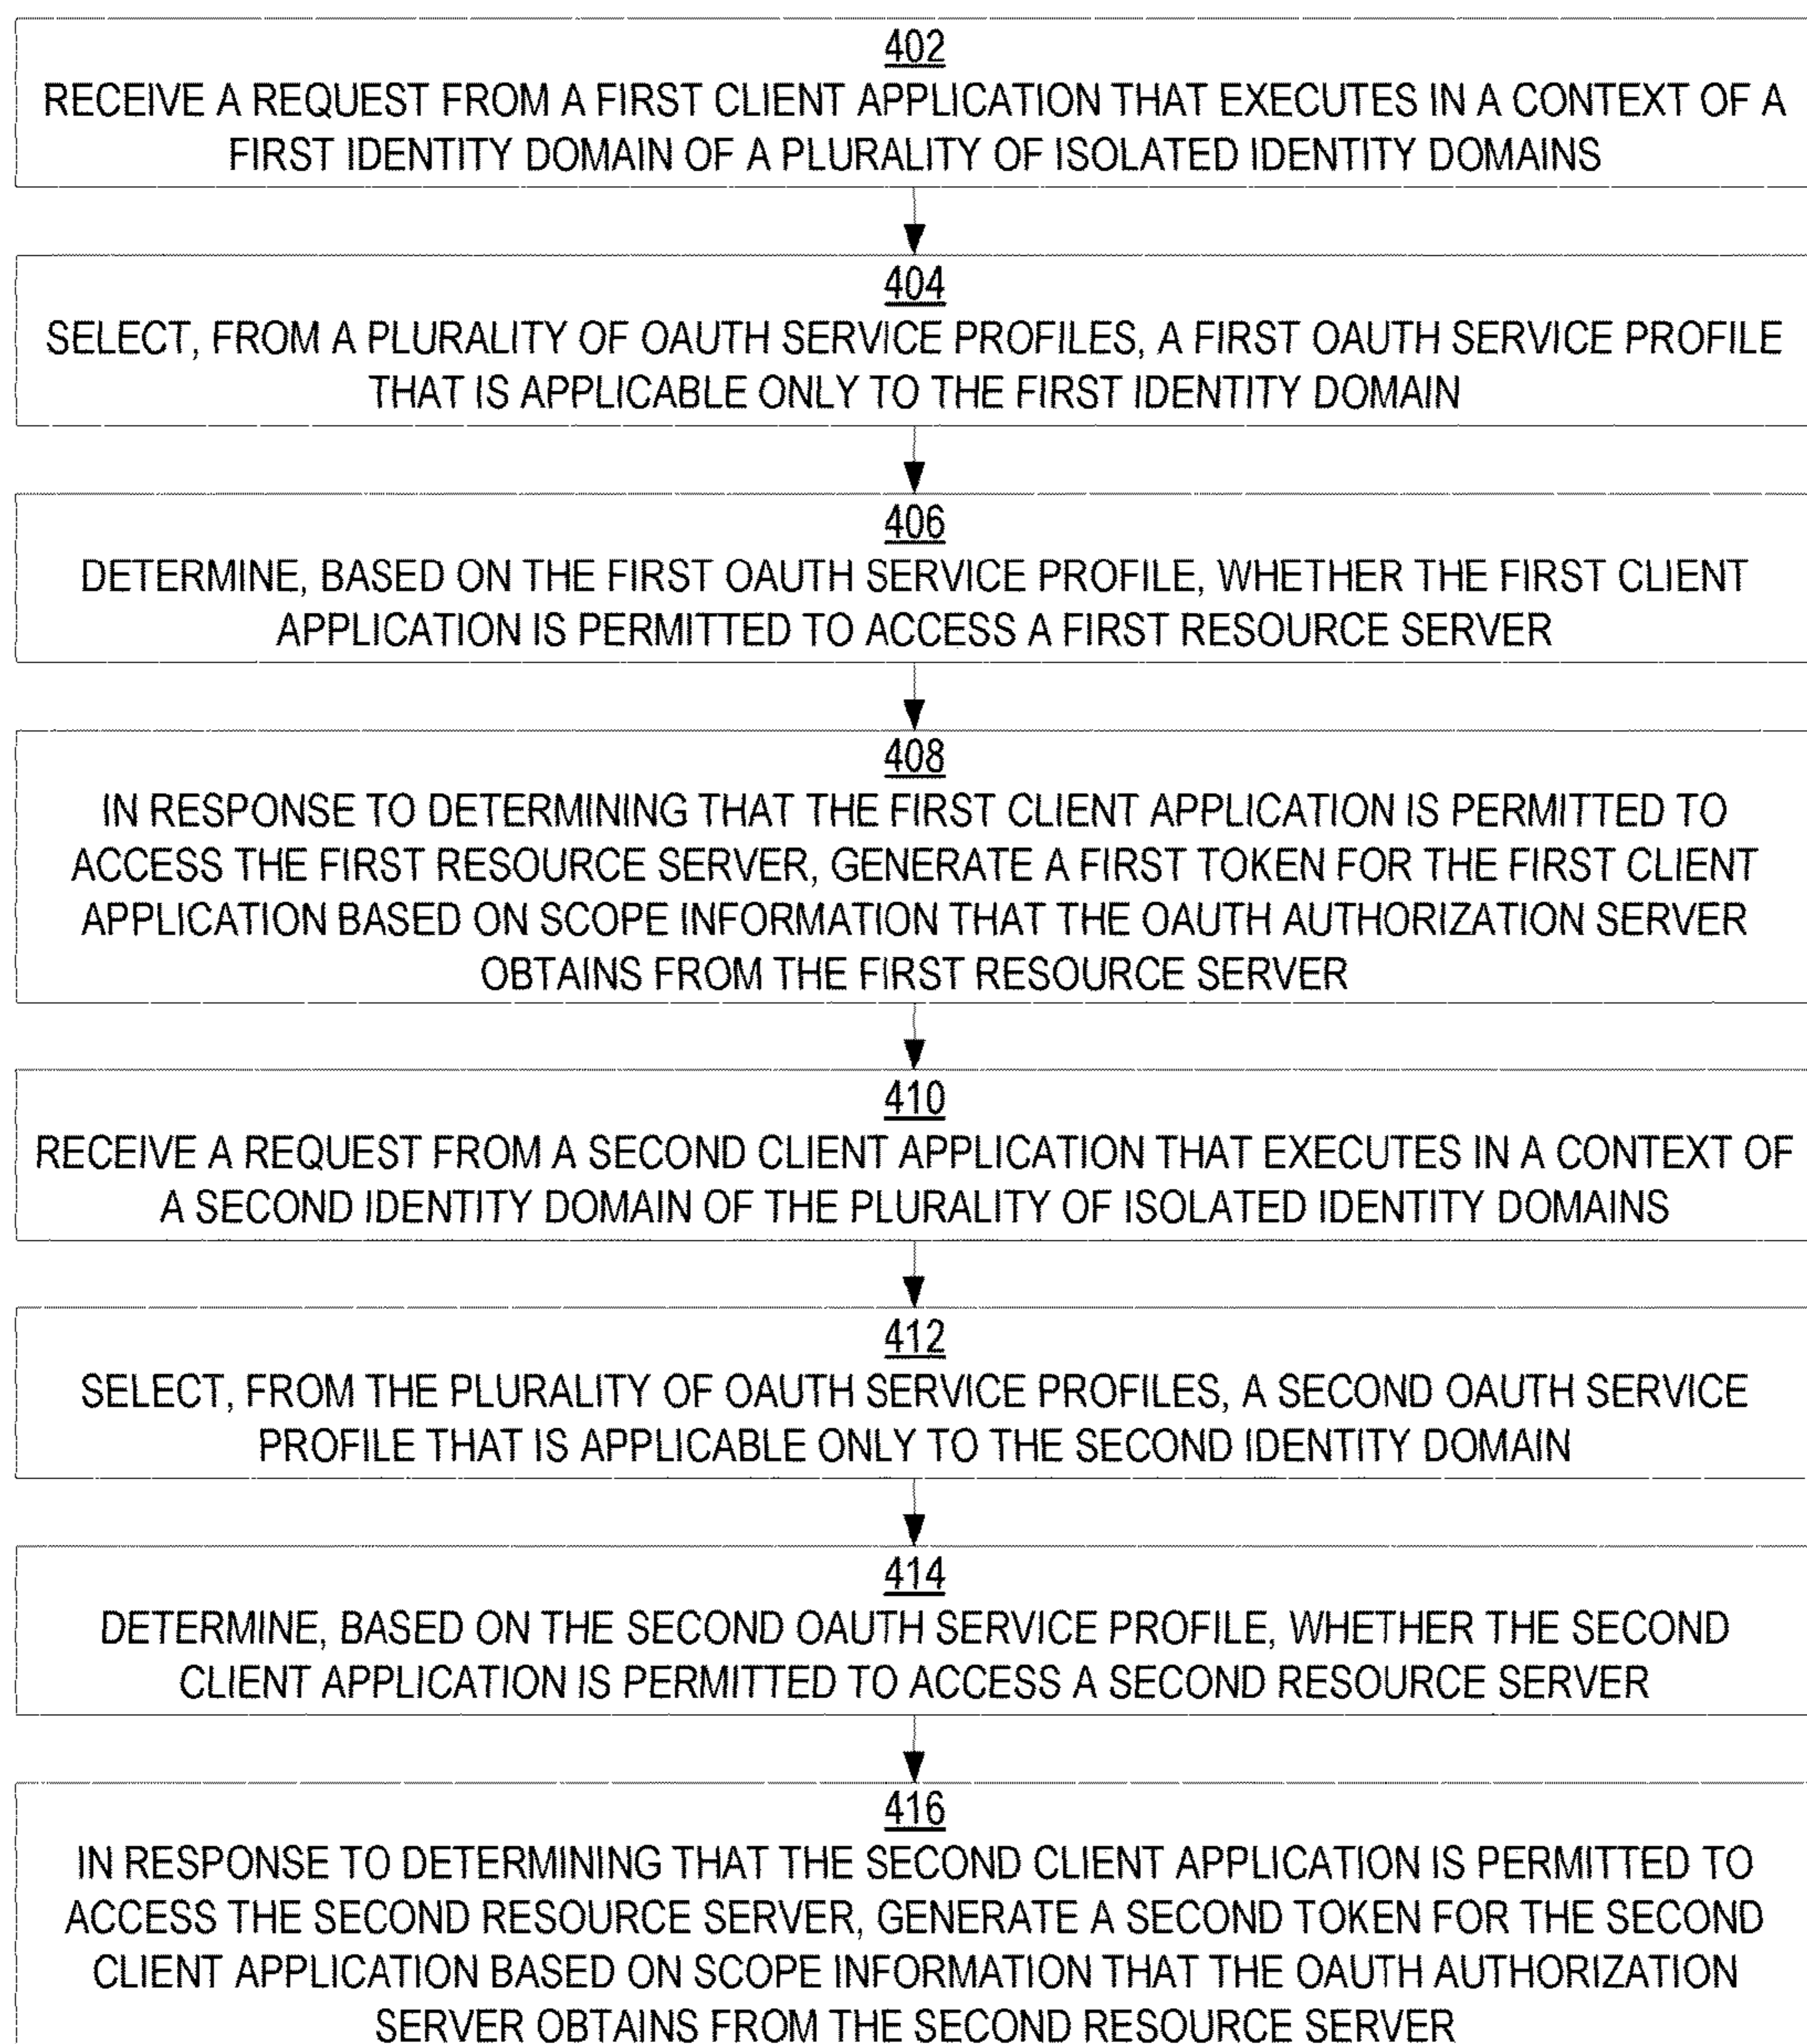 402
RECEIVE A REQUEST FROM A FIRST CLIENT APPLICATION THAT EXECUTES IN A CONTEXT OF A
FIRST IDENTITY DOMAIN OF A PLURALITY OF ISOLATED IDENTITY DOMAINS
404
SELECT, FROM A PLURALITY OF OAUTH SERVICE PROFILES, A FIRST OAUTH SERVICE PROFILE
THAT IS APPLICABLE ONLY TO THE FIRST IDENTITY DOMAIN
406
DETERMINE, BASED ON THE FIRST OAUTH SERVICE PROFILE, WHETHER THE FIRST CLIENT
APPLICATION IS PERMITTED TO ACCESS A FIRST RESOURCE SERVER
408
IN RESPONSE TO DETERMINING THAT THE FIRST CLIENT APPLICATION IS PERMITTED TO
ACCESS THE FIRST RESOURCE SERVER, GENERATE A FIRST TOKEN FOR THE FIRST CLIENT
APPLICATION BASED ON SCOPE INFORMATION THAT THE OAUTH AUTHORIZATION SERVER
OBTAINS FROM THE FIRST RESOURCE SERVER
410
RECEIVE A REQUEST FROM A SECOND CLIENT APPLICATION THAT EXECUTES IN A CONTEXT OF
A SECOND IDENTITY DOMAIN OF THE PLURALITY OF ISOLATED IDENTITY DOMAINS
412
SELECT, FROM THE PLURALITY OF OAUTH SERVICE PROFILES, A SECOND OAUTH SERVICE
PROFILE THAT IS APPLICABLE ONLY TO THE SECOND IDENTITY DOMAIN
414
DETERMINE, BASED ON THE SECOND OAUTH SERVICE PROFILE, WHETHER THE SECOND
CLIENT APPLICATION IS PERMITTED TO ACCESS A SECOND RESOURCE SERVER
416
IN RESPONSE TO DETERMINING THAT THE SECOND CLIENT APPLICATION IS PERMITTED TO
ACCESS THE SECOND RESOURCE SERVER, GENERATE A SECOND TOKEN FOR THE SECOND
CLIENT APPLICATION BASED ON SCOPE INFORMATION THAT THE OAUTH AUTHORIZATION
SERVER OBTAINS FROM THE SECOND RESOURCE SERVER